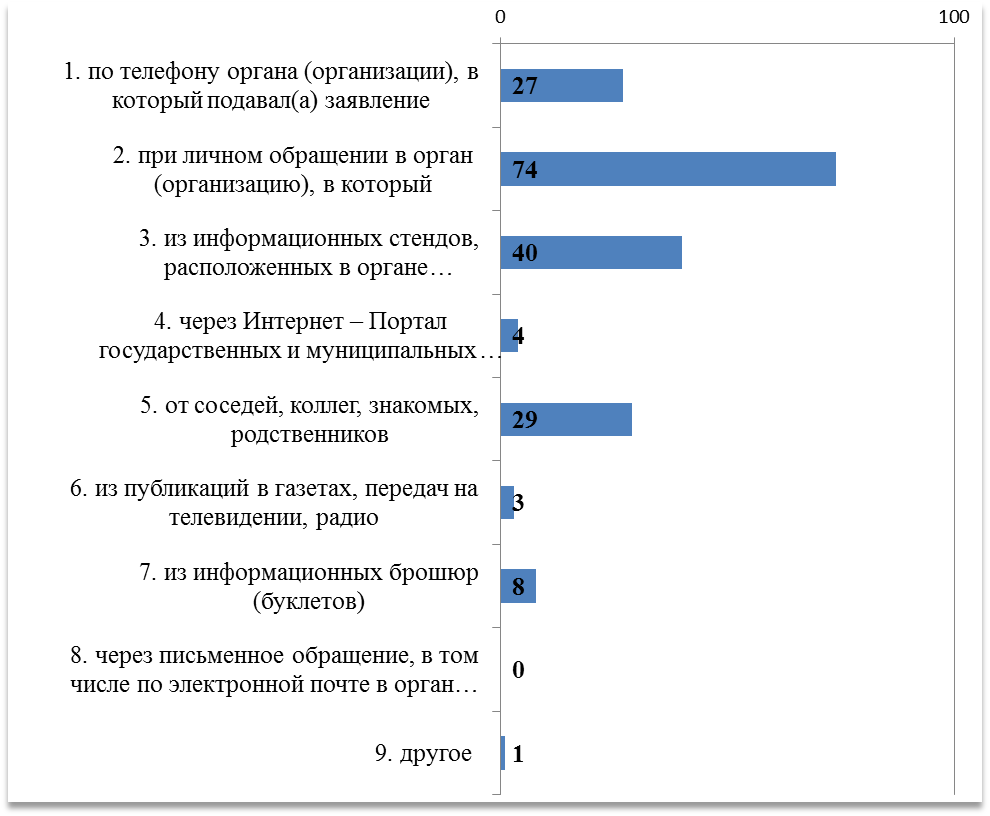 0 100
1. по телефону органа (организации), в
который подавал(а) заявление
27
2. при личном обращении в орган
(организацию), в который
74
3. из информационных стендов,
расположенных в органе…
40
4. через Интернет – Портал
государственных и муниципальных…
4
5. от соседей, коллег, знакомых,
родственников
29
6. из публикаций в газетах, передач на
телевидении, радио
3
7. из информационных брошюр
(буклетов)
8
8. через письменное обращение, в том
числе по электронной почте в орган…
0
9. другое
1